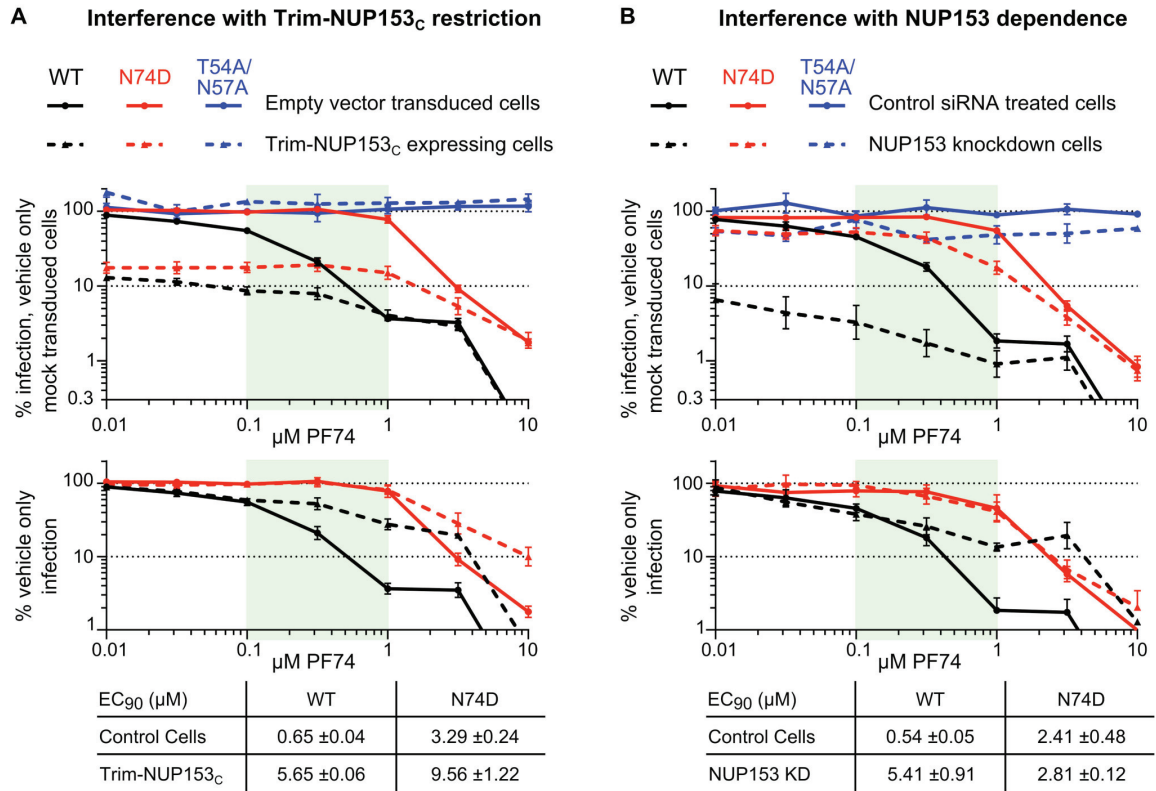 A Interference with Trim-NUP153C restriction
WT N74D T54A/
N57A
Empty vector transduced cells
Trim-NUP153C expressing cells
% infection, vehicle only
mock transduced cells
100
10
1
0.3
0.01 0.1 1 10
µM PF74
% vehicle only
infection
100
10
1
0.01 0.1 1 10
µM PF74
EC90 (µM) WT N74D
Control Cells 0.65 ±0.04 3.29 ±0.24
Trim-NUP153C 5.65 ±0.06 9.56 ±1.22
B Interference with NUP153 dependence
WT N74D T54A/
N57A
Control siRNA treated cells
NUP153 knockdown cells
% infection, vehicle only
mock transduced cells
100
10
1
0.3
0.01 0.1 1 10
µM PF74
% vehicle only
infection
100
10
1
0.01 0.1 1 10
µM PF74
EC90 (µM) WT N74D
Control Cells 0.54 ±0.05 2.41 ±0.48
NUP153 KD 5.41 ±0.91 2.81 ±0.12